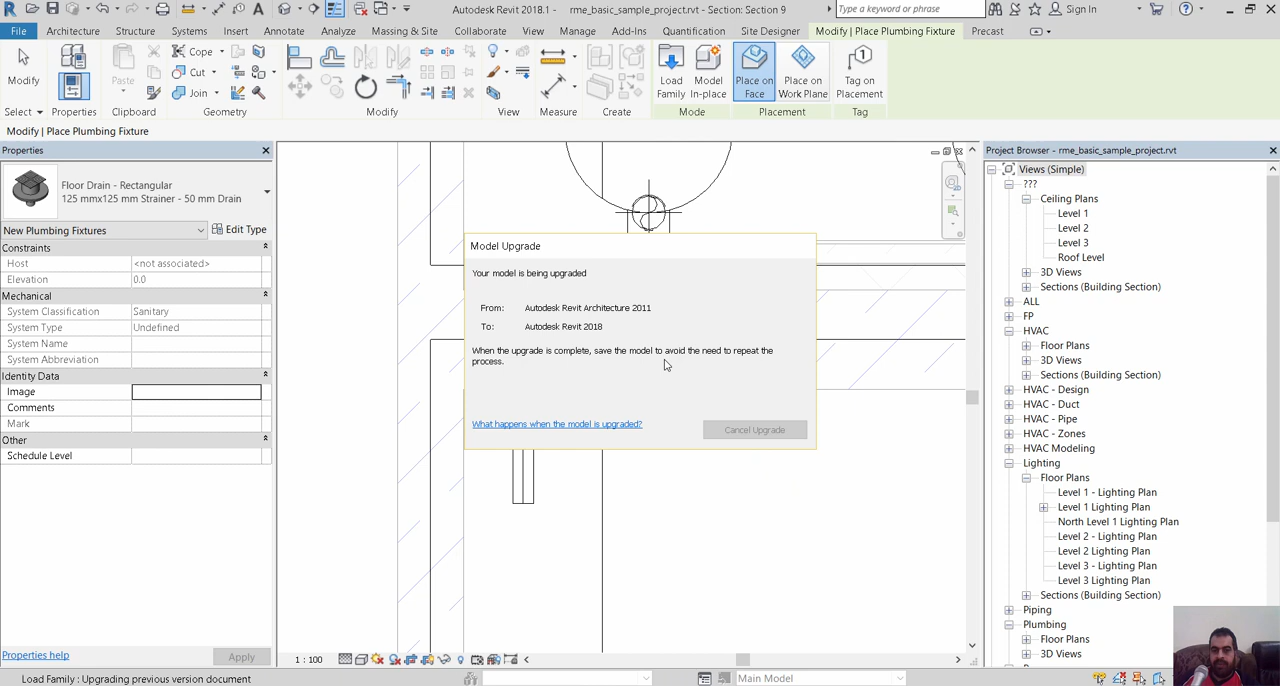 Autodesk Revit 2018.1 - rme_basic_sample_project.rvt - Section: Section 9
Type a keyword or phrase
Sign In
File
Architecture
Structure
Systems
Insert
Annotate
Analyze
Massing & Site
Collaborate
View
Manage
Add-Ins
Quantification
Site Designer
Modify | Place Plumbing Fixture
Precast
Modify
Paste
Cope
Cut
Join
Load Family
Model In-place
Place on Face
Place on Work Plane
Tag on Placement
Select
Properties
Clipboard
Geometry
Modify
View
Measure
Create
Mode
Placement
Tag
Modify | Place Plumbing Fixture
Properties
Floor Drain - Rectangular
125 mmx125 mm Strainer - 50 mm Drain
New Plumbing Fixtures
Edit Type
Constraints
Host <not associated>
Elevation 0.0
Mechanical
System Classification Sanitary
System Type Undefined
System Name
System Abbreviation
Identity Data
Image
Comments
Mark
Other
Schedule Level
Properties help
Apply
Model Upgrade
Your model is being upgraded
From: Autodesk Revit Architecture 2011
To: Autodesk Revit 2018
When the upgrade is complete, save the model to avoid the need to repeat the
process.
What happens when the model is upgraded?
Cancel Upgrade
Project Browser - rme_basic_sample_project.rvt
Views (Simple)
???
Ceiling Plans
Level 1
Level 2
Level 3
Roof Level
3D Views
Sections (Building Section)
ALL
FP
HVAC
Floor Plans
3D Views
Sections (Building Section)
HVAC - Design
HVAC - Duct
HVAC - Pipe
HVAC - Zones
HVAC Modeling
Lighting
Floor Plans
Level 1 - Lighting Plan
Level 1 Lighting Plan
North Level 1 Lighting Plan
Level 2 - Lighting Plan
Level 2 Lighting Plan
Level 3 - Lighting Plan
Level 3 Lighting Plan
Sections (Building Section)
Piping
Plumbing
Floor Plans
3D Views
1 : 100
Load Family : Upgrading previous version document
Main Model